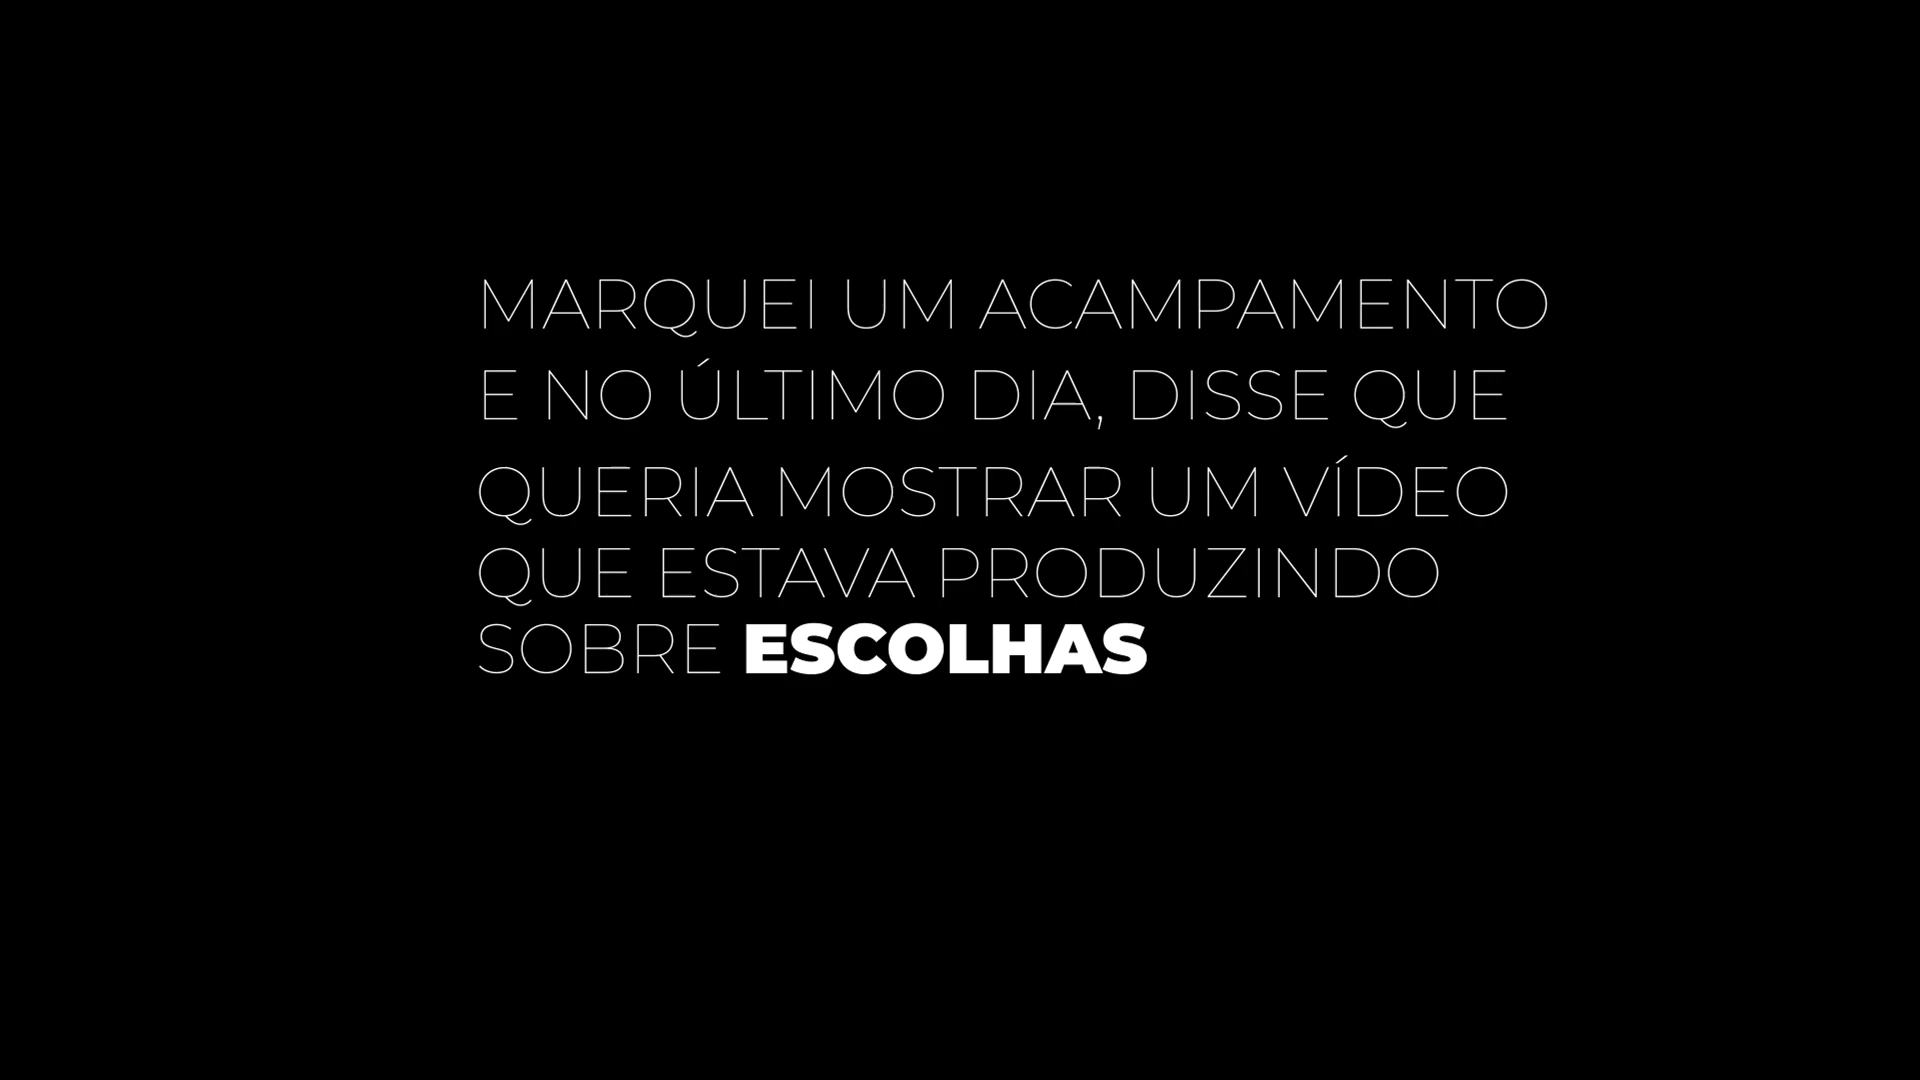 MARQUEI UM ACAMPAMENTO
E NO ÚLTIMO DIA, DISSE QUE
QUERIA MOSTRAR UM VÍDEO
QUE ESTAVA PRODUZINDO
SOBRE ESCOLHAS